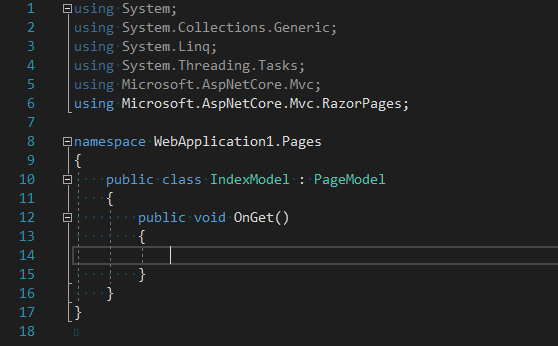 1 using System;
2 using System.Collections.Generic;
3 using System.Linq;
4 using System.Threading.Tasks;
5 using Microsoft.AspNetCore.Mvc;
6 using Microsoft.AspNetCore.Mvc.RazorPages;
7
8 namespace WebApplication1.Pages
9 {
10     public class IndexModel : PageModel
11     {
12         public void OnGet()
13         {
14
15         }
16     }
17 }
18